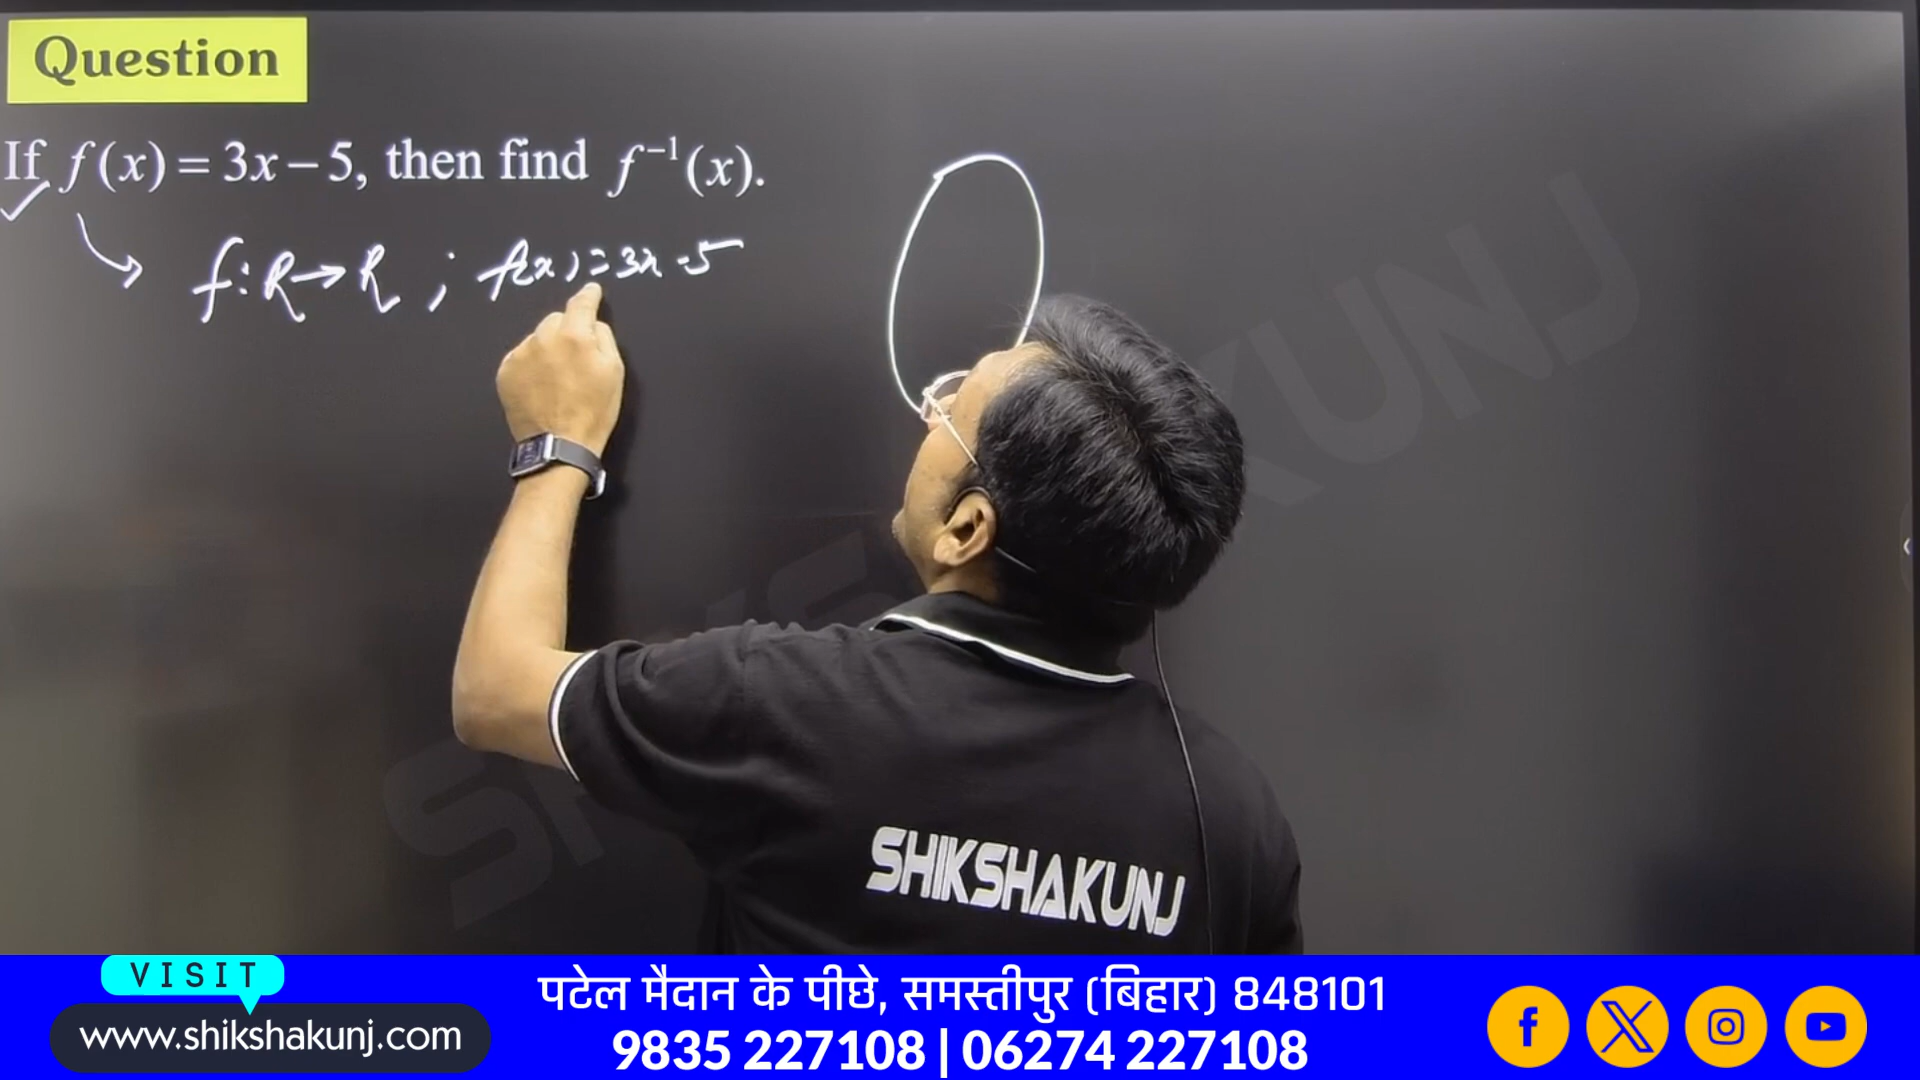 Question
If f(x) = 3x − 5, then find f⁻¹(x).
f: R → R ; f(x) = 3x - 5
SHIKSHAKUNJ
SHIKSHAKUNJ
VISIT
www.shikshakunj.com
पटेल मैदान के पीछे, समस्तीपुर (बिहार) 848101
9835 227108 | 06274 227108